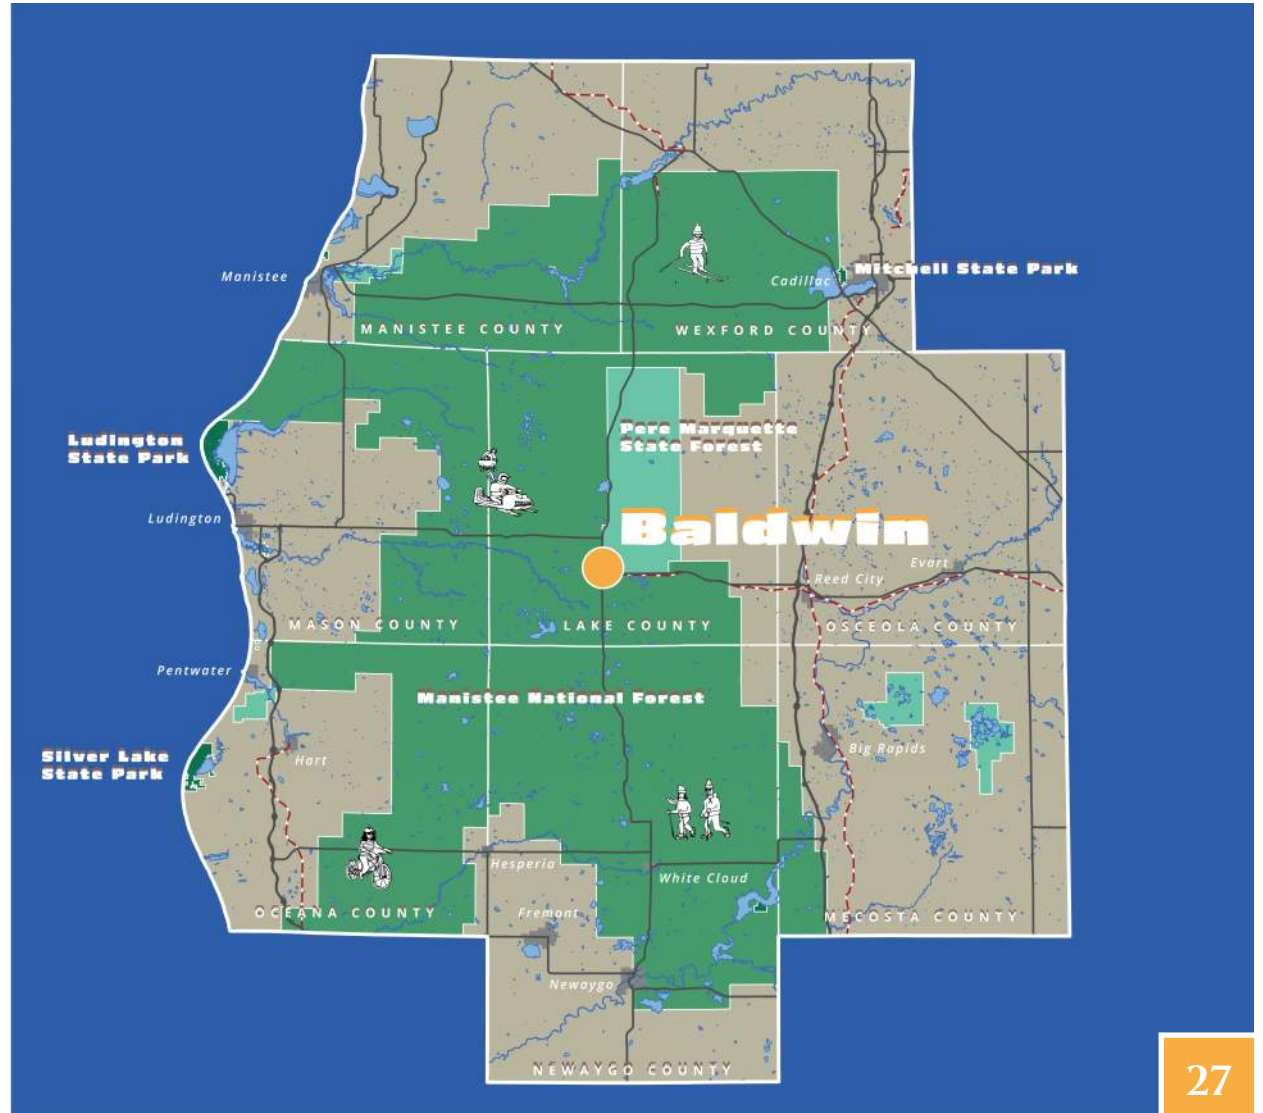 Manistee
Cadillac
Mitchell State Park
MANISTEE COUNTY
WEXFORD COUNTY
Pere Marquette
State Forest
Ludington
State Park
Ludington
Baldwin
Evart
Reed City
MASON COUNTY
LAKE COUNTY
OSCEOLA COUNTY
Pentwater
Manistee National Forest
Silver Lake
State Park
Hart
Big Rapids
Hesperia
White Cloud
OCEANA COUNTY
Fremont
MECOSTA COUNTY
Newaygo
NEWAYGO COUNTY
27